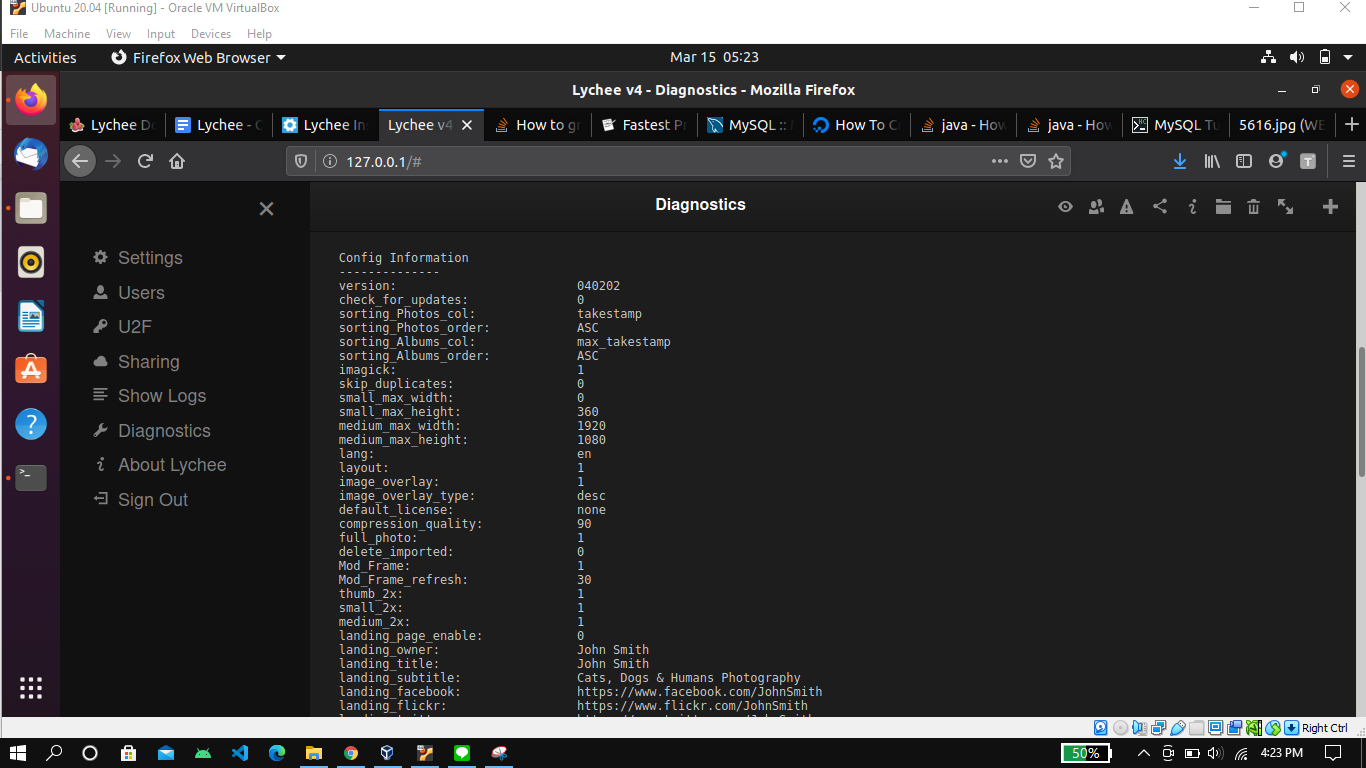 Ubuntu 20.04 [Running] - Oracle VM VirtualBox
File Machine View Input Devices Help
Activities Firefox Web Browser Mar 15 05:23
Lychee v4 - Diagnostics - Mozilla Firefox
Lychee D Lychee - Lychee In Lychee v4 How to g Fastest P MySQL :: How To C java - How java - How MySQL Tu 5616.jpg (WE
127.0.0.1/#
Diagnostics
Settings
Users
U2F
Sharing
Show Logs
Diagnostics
About Lychee
Sign Out
Config Information
--------------
version: 040202
check_for_updates: 0
sorting_Photos_col: takestamp
sorting_Photos_order: ASC
sorting_Albums_col: max_takestamp
sorting_Albums_order: ASC
imagick: 1
skip_duplicates: 0
small_max_width: 0
small_max_height: 360
medium_max_width: 1920
medium_max_height: 1080
lang: en
layout: 1
image_overlay: 1
image_overlay_type: desc
default_license: none
compression_quality: 90
full_photo: 1
delete_imported: 0
Mod_Frame: 1
Mod_Frame_refresh: 30
thumb_2x: 1
small_2x: 1
medium_2x: 1
landing_page_enable: 0
landing_owner: John Smith
landing_title: John Smith
landing_subtitle: Cats, Dogs & Humans Photography
landing_facebook: https://www.facebook.com/JohnSmith
landing_flickr: https://www.flickr.com/JohnSmith
Right Ctrl
50% 4:23 PM